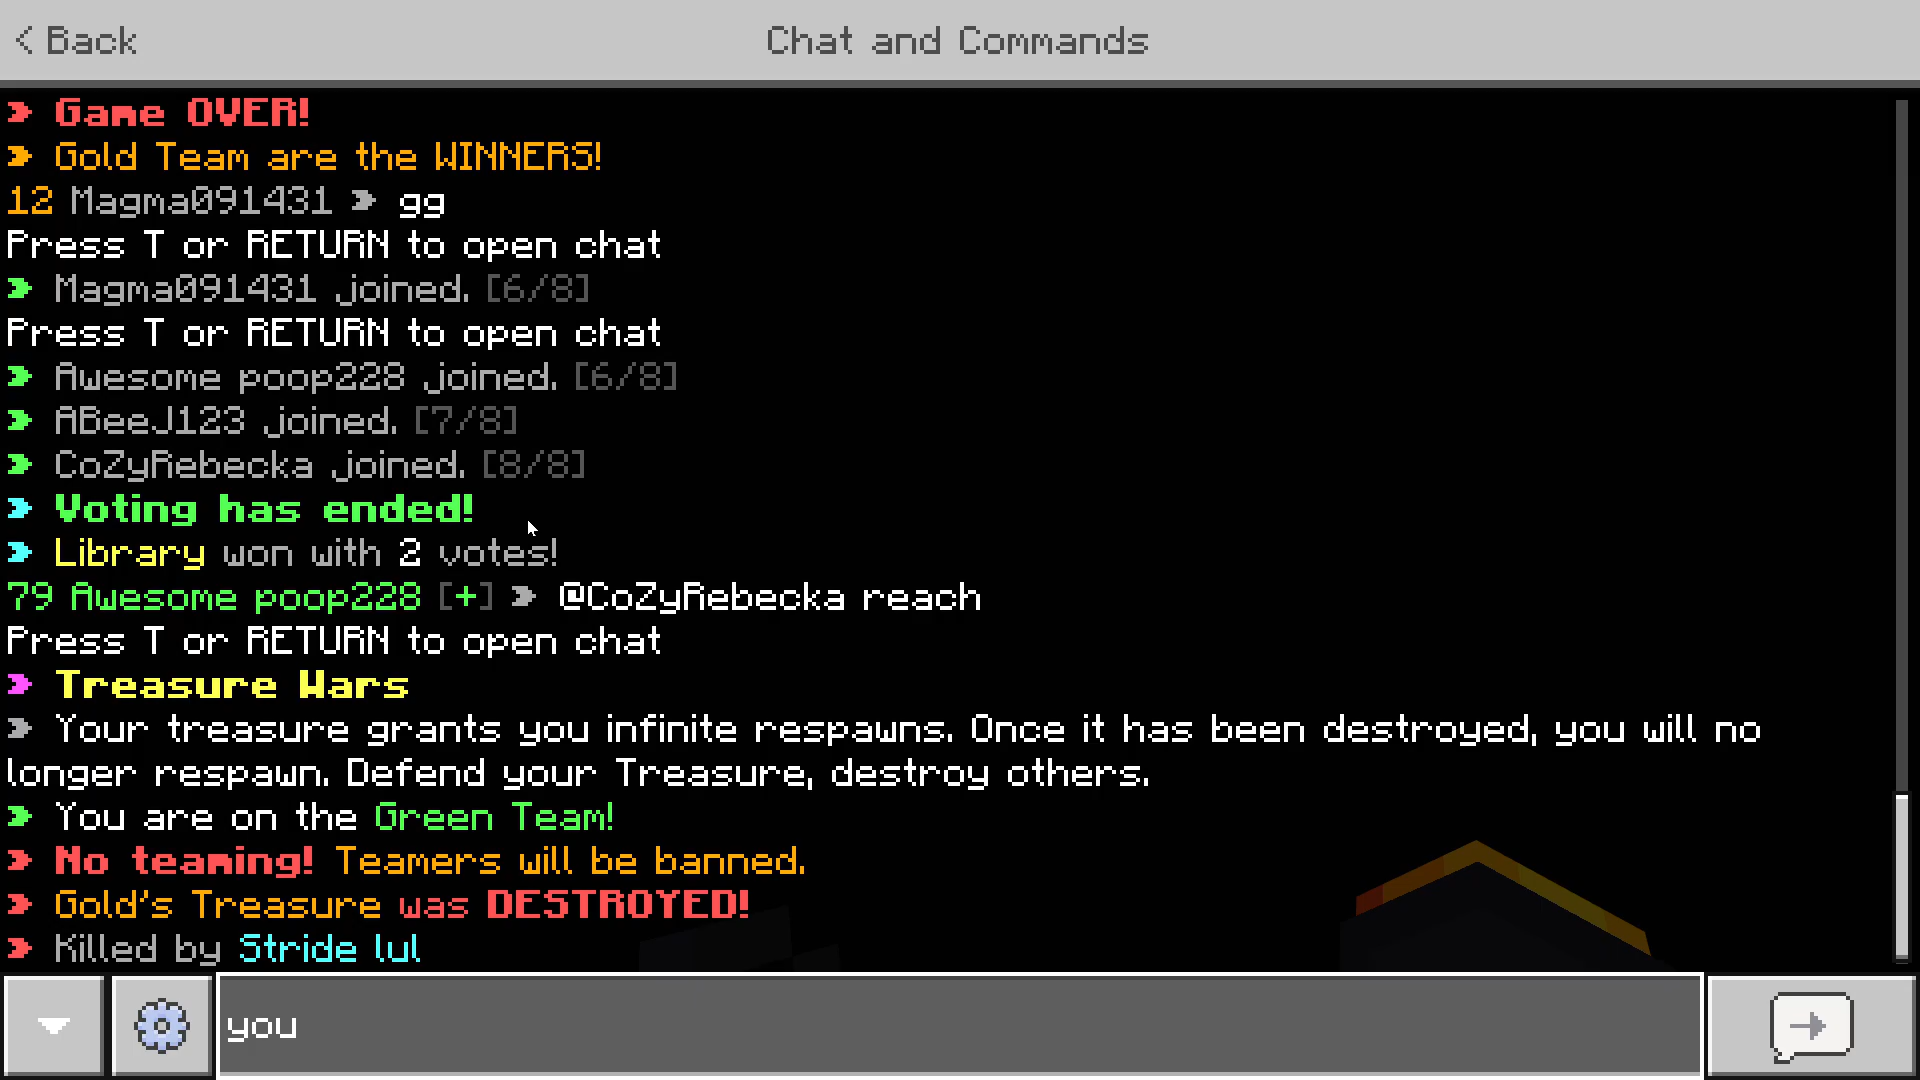 < Back
Chat and Commands
Game OVER!
Gold Team are the WINNERS!
12 Magma091431 gg
Press T or RETURN to open chat
Magma091431 joined. [6/8]
Press T or RETURN to open chat
Awesome poop228 joined. [6/8]
ABeeJ123 joined. [7/8]
CoZyRebecka joined. [8/8]
Voting has ended!
Library won with 2 votes!
79 Awesome poop228 [+] @CoZyRebecka reach
Press T or RETURN to open chat
Treasure Wars
Your treasure grants you infinite respawns. Once it has been destroyed, you will no
longer respawn. Defend your Treasure, destroy others.
You are on the Green Team!
No teaming! Teamers will be banned.
Gold's Treasure was DESTROYED!
Killed by Stride lul
you